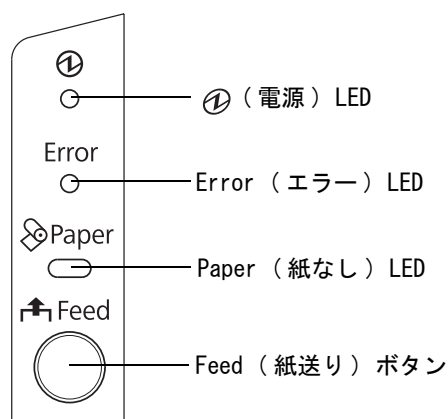 (電源) LED
Error
Error (エラー) LED
Paper
Paper (紙なし) LED
Feed
Feed (紙送り) ボタン